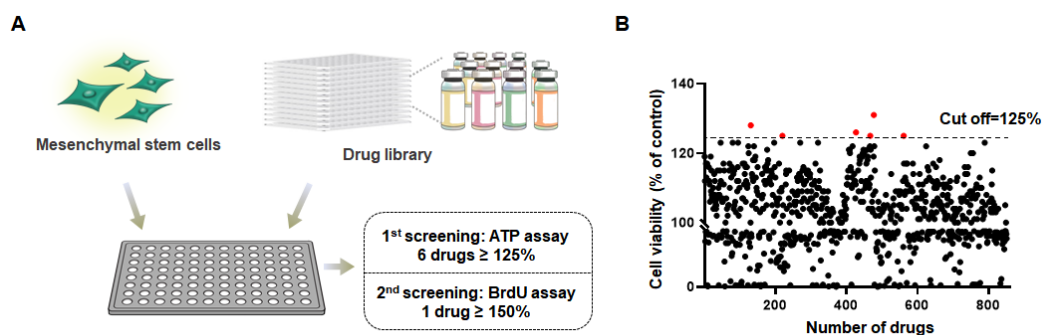 A
Mesenchymal stem cells
Drug library
1st screening: ATP assay
6 drugs ≥ 125%
2nd screening: BrdU assay
1 drug ≥ 150%
B
Cell viability (% of control)
140
120
100
0
Cut off=125%
200
400
600
800
Number of drugs